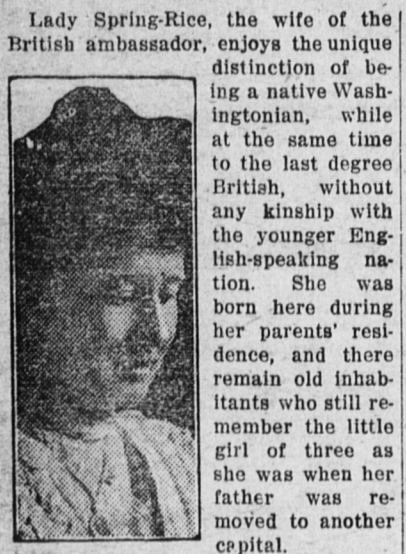 Lady Spring-Rice, the wife of the
British ambassador, enjoys the unique
distinction of be-
ing a native Wash-
ingtonian, while
at the same time
to the last degree
British, without
any kinship with
the younger Eng-
lish-speaking na-
tion. She was
born here during
her parents' resi-
dence, and there
remain old inhab-
itants who still re-
member the little
girl of three as
she was when her
father was re-
moved to another
capital.